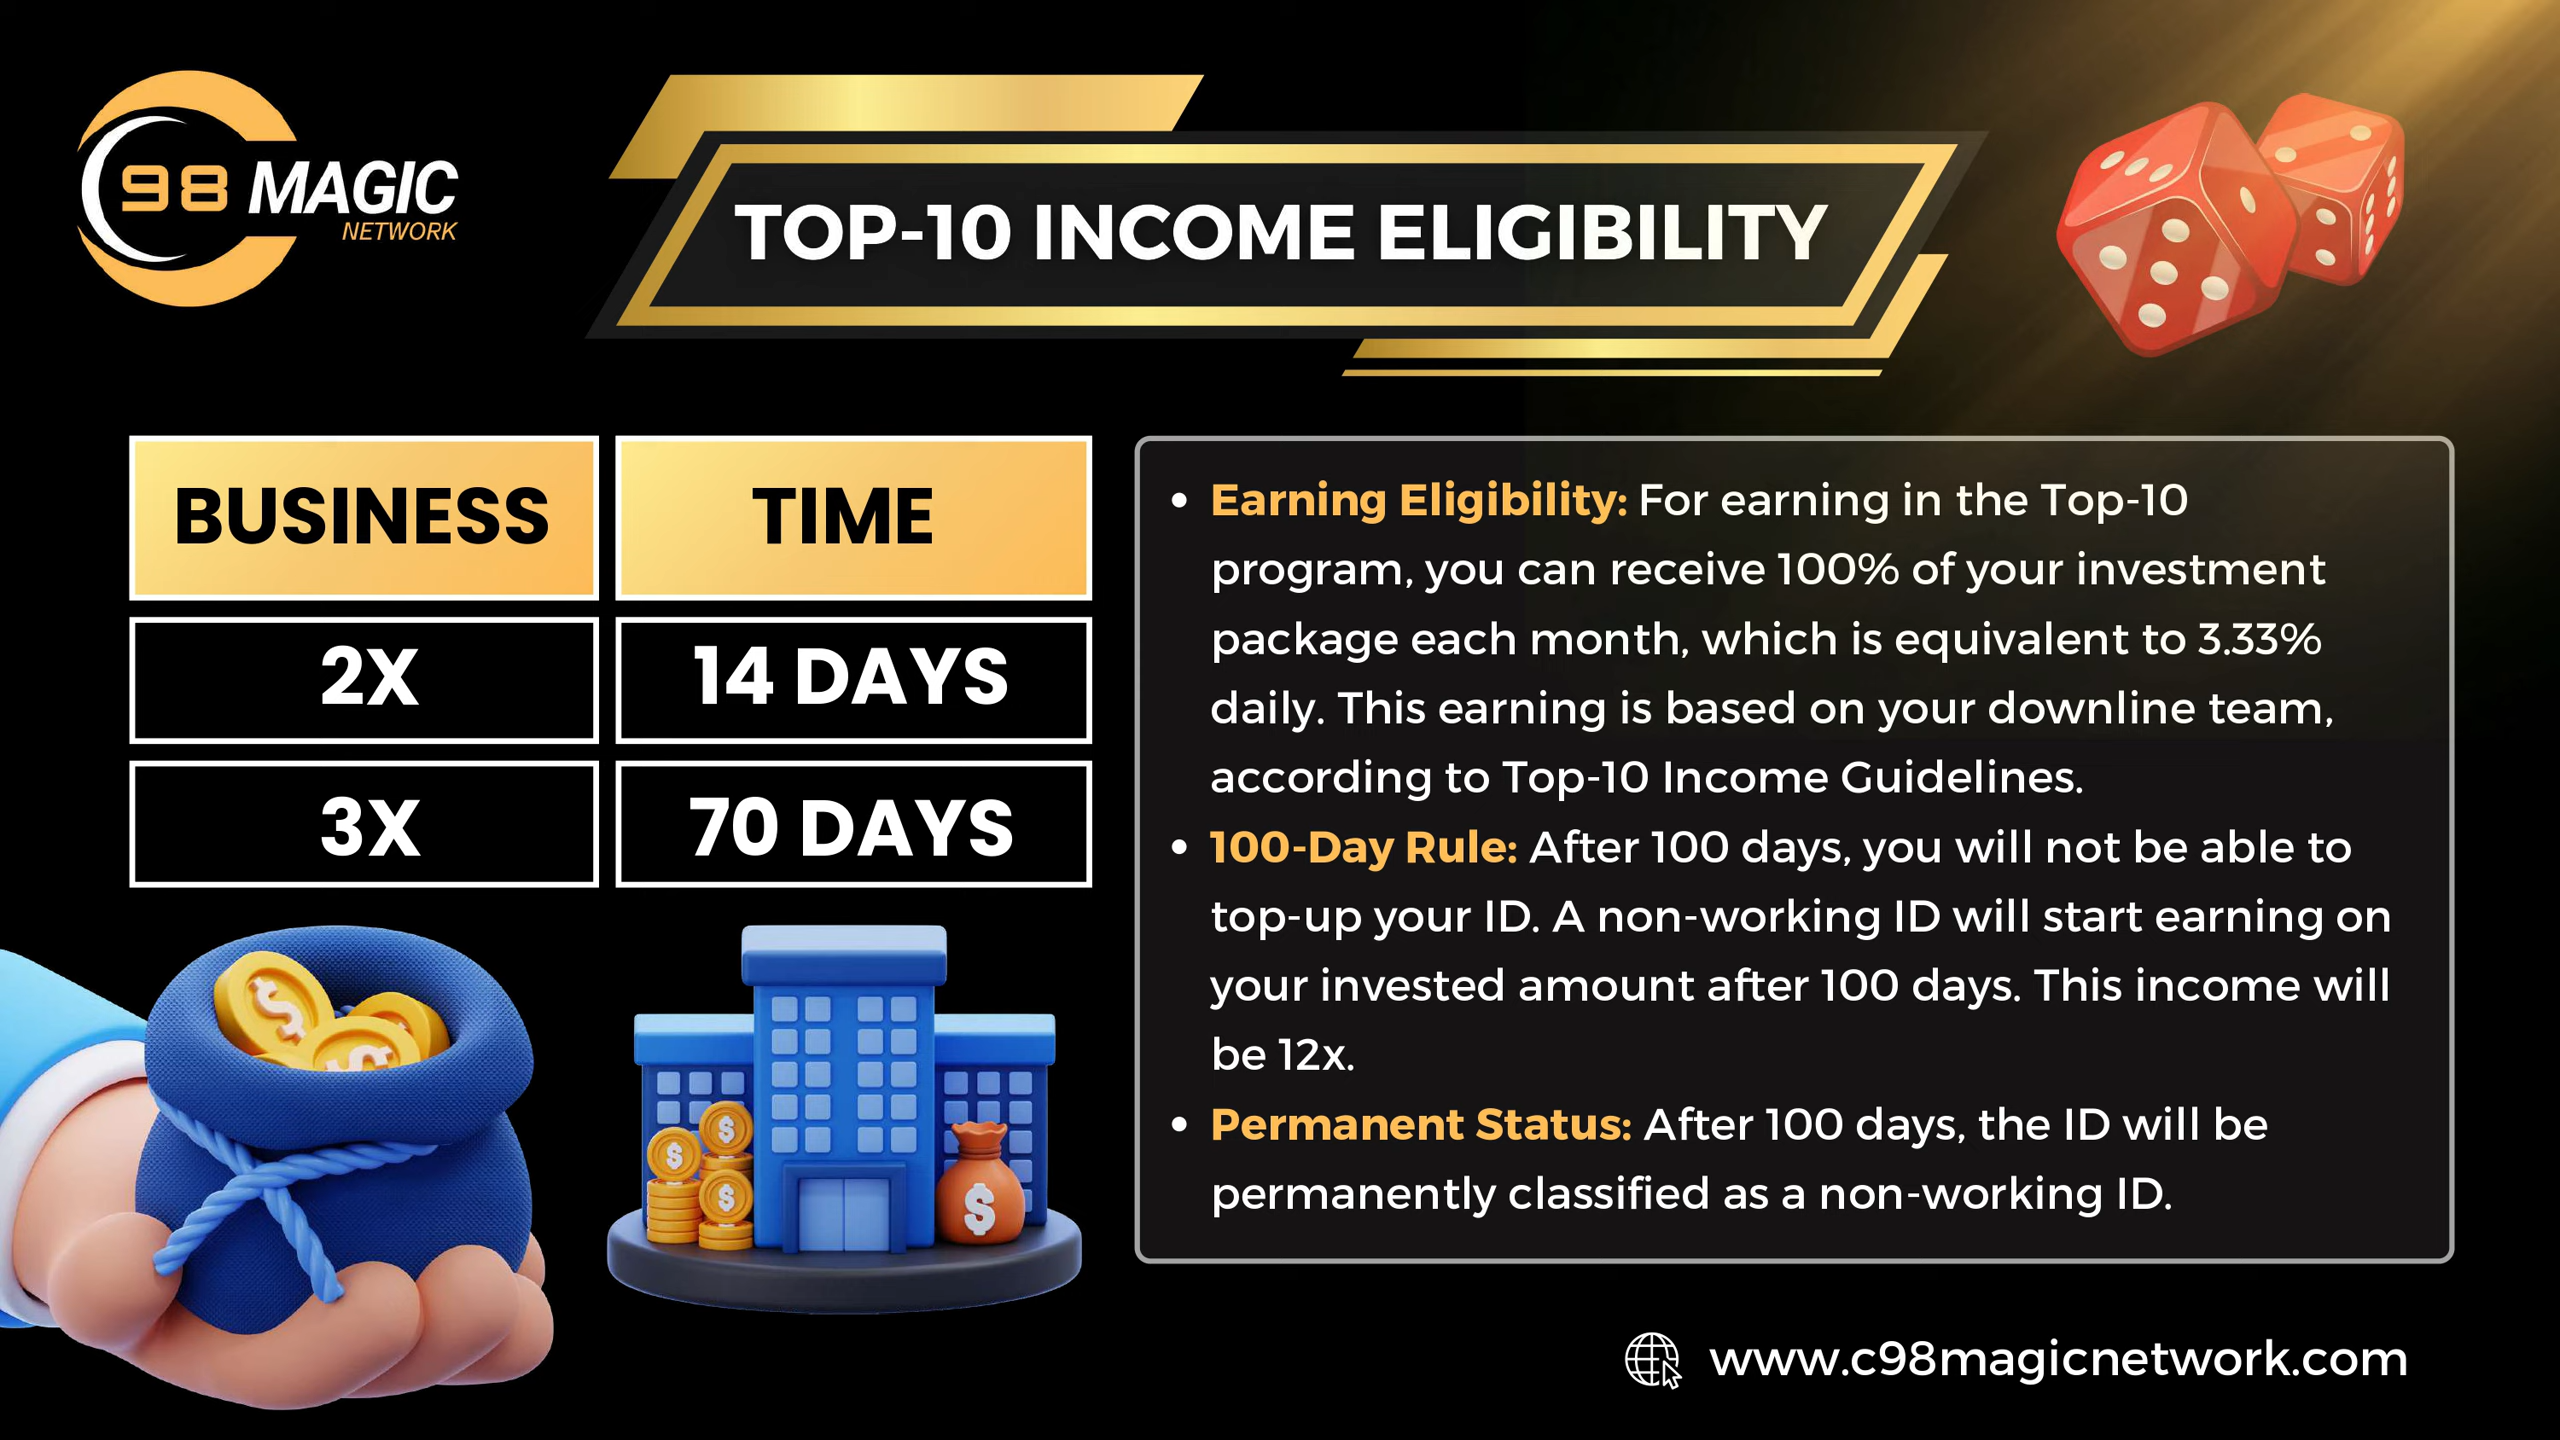 98 MAGIC
NETWORK
TOP-10 INCOME ELIGIBILITY
BUSINESS
TIME
2X
14 DAYS
3X
70 DAYS
• Earning Eligibility: For earning in the Top-10
program, you can receive 100% of your investment
package each month, which is equivalent to 3.33%
daily. This earning is based on your downline team,
according to Top-10 Income Guidelines.
• 100-Day Rule: After 100 days, you will not be able to
top-up your ID. A non-working ID will start earning on
your invested amount after 100 days. This income will
be 12x.
• Permanent Status: After 100 days, the ID will be
permanently classified as a non-working ID.
www.c98magicnetwork.com